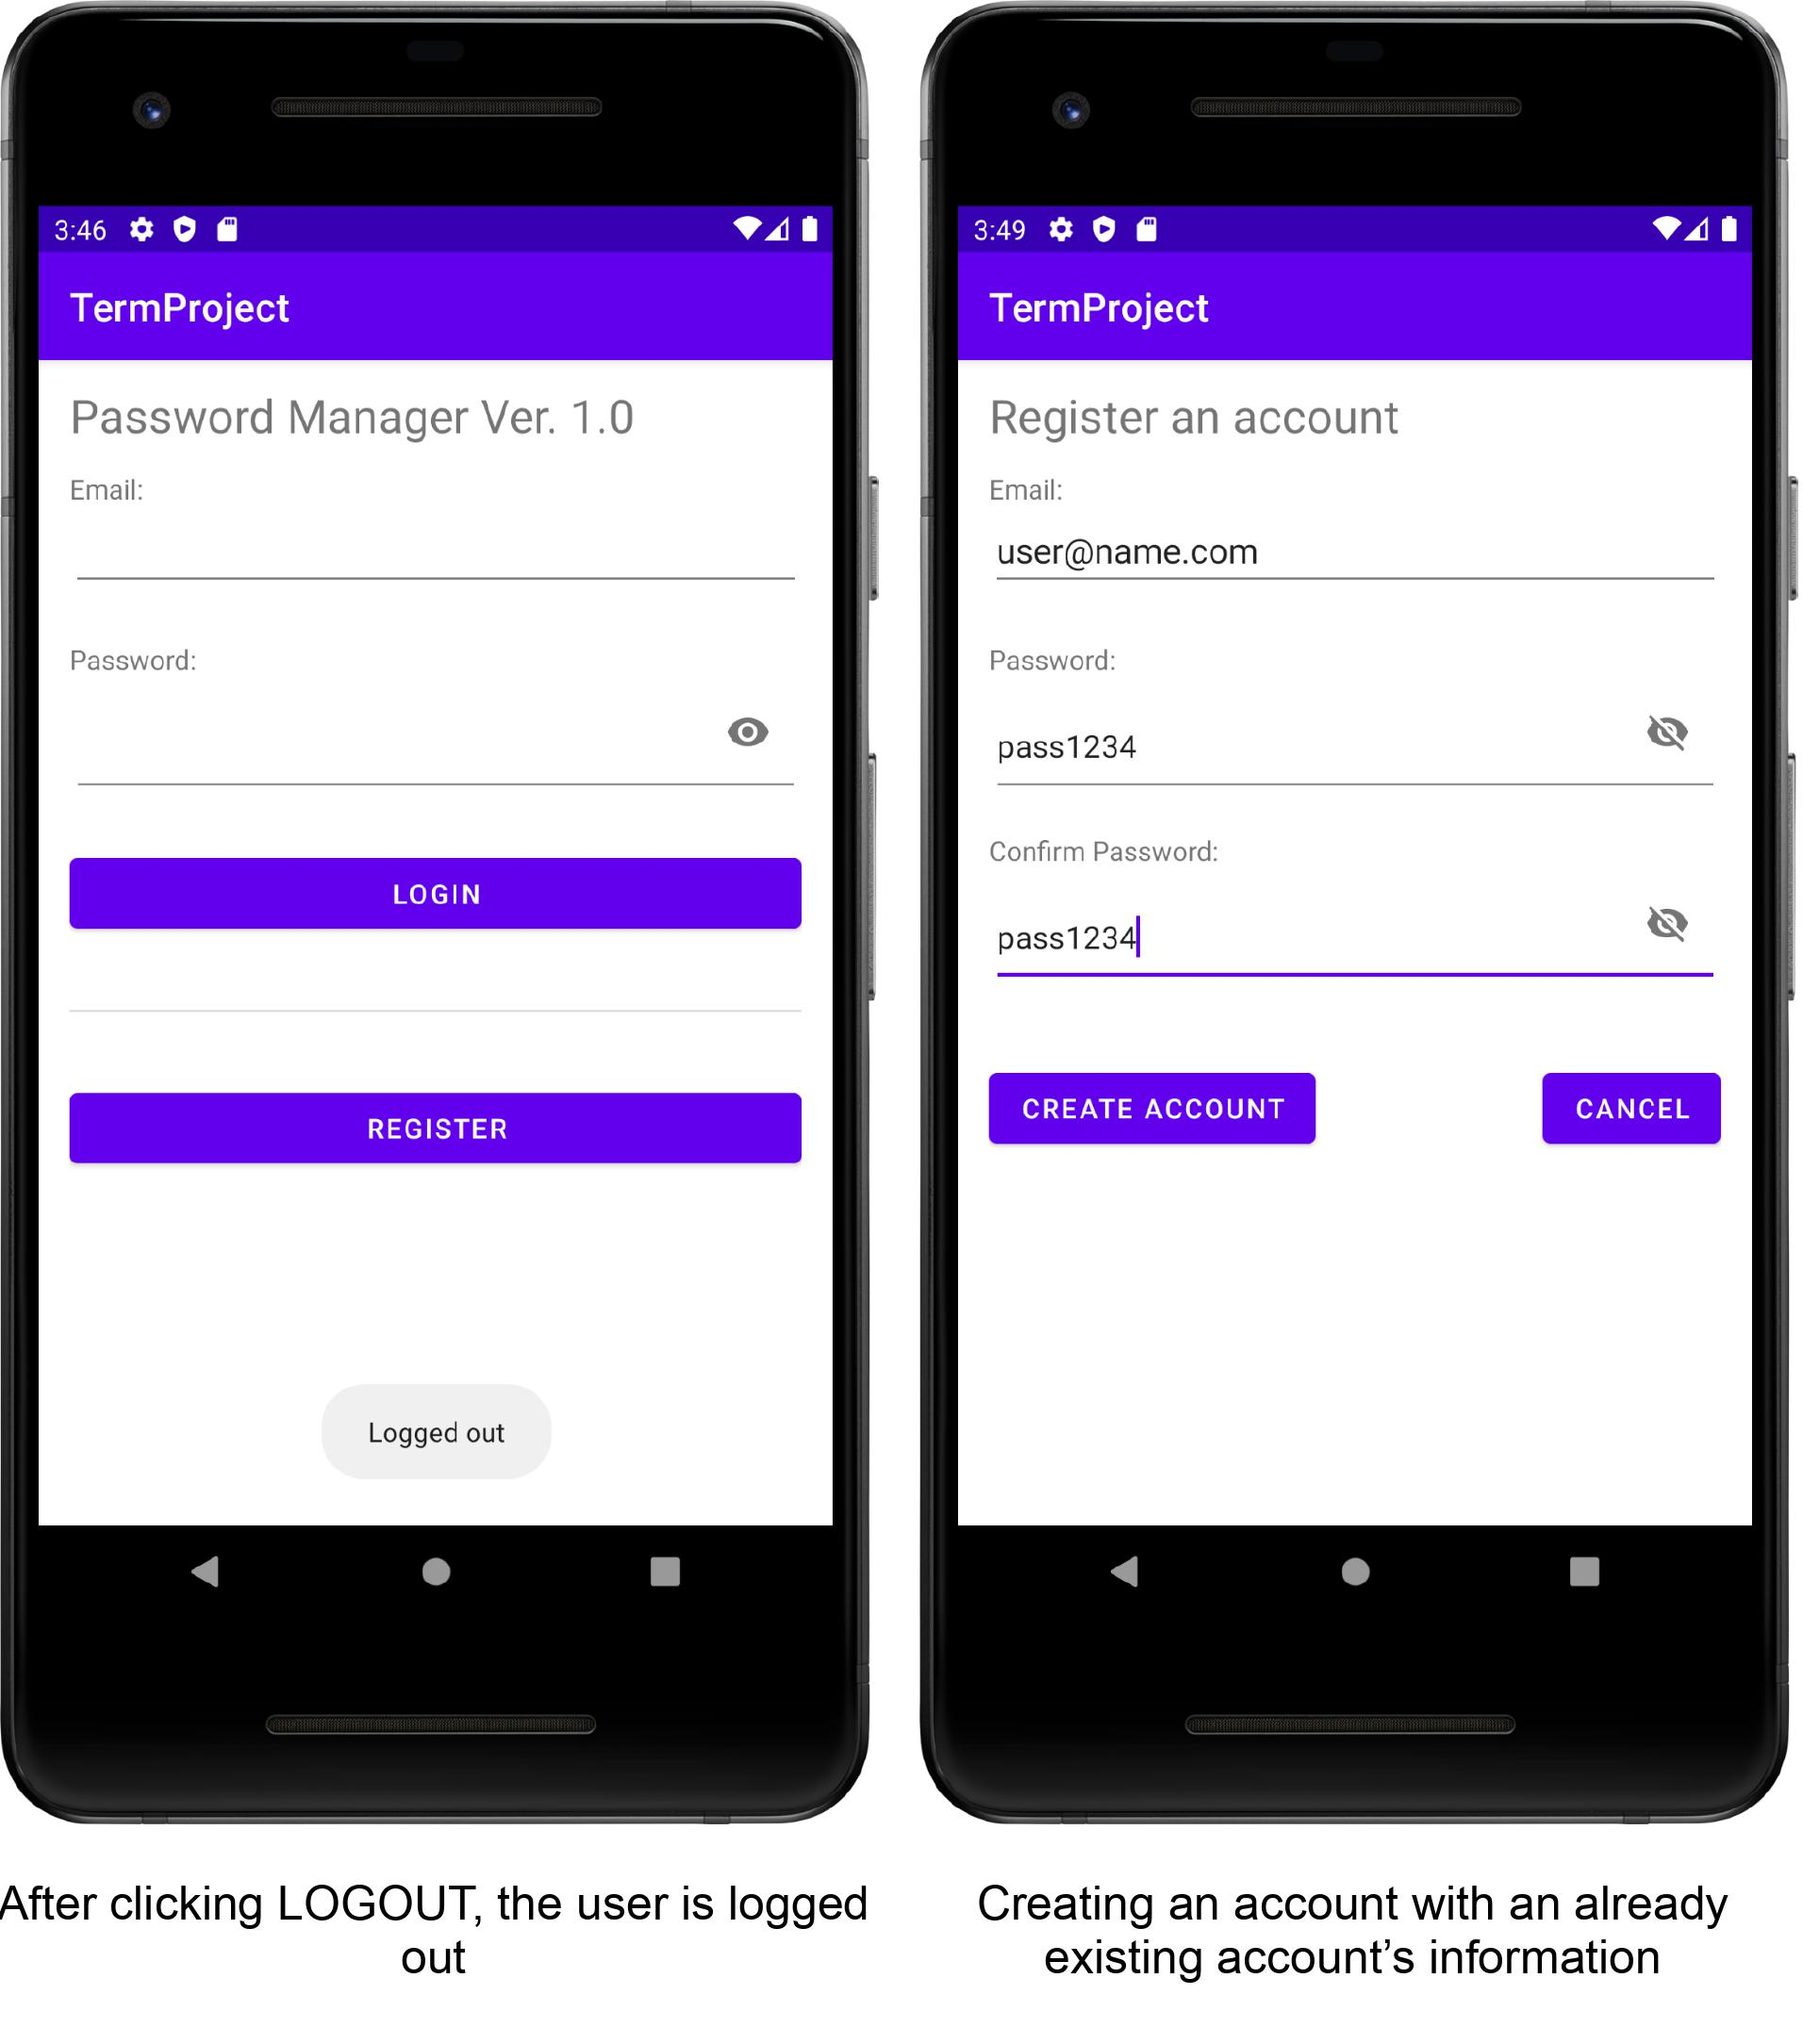 3:46
TermProject
Password Manager Ver. 1.0
Email:
Password:
LOGIN
REGISTER
Logged out
After clicking LOGOUT, the user is logged
out
3:49
TermProject
Register an account
Email:
user@name.com
Password:
pass1234
Confirm Password:
pass1234
CREATE ACCOUNT
CANCEL
Creating an account with an already
existing account’s information